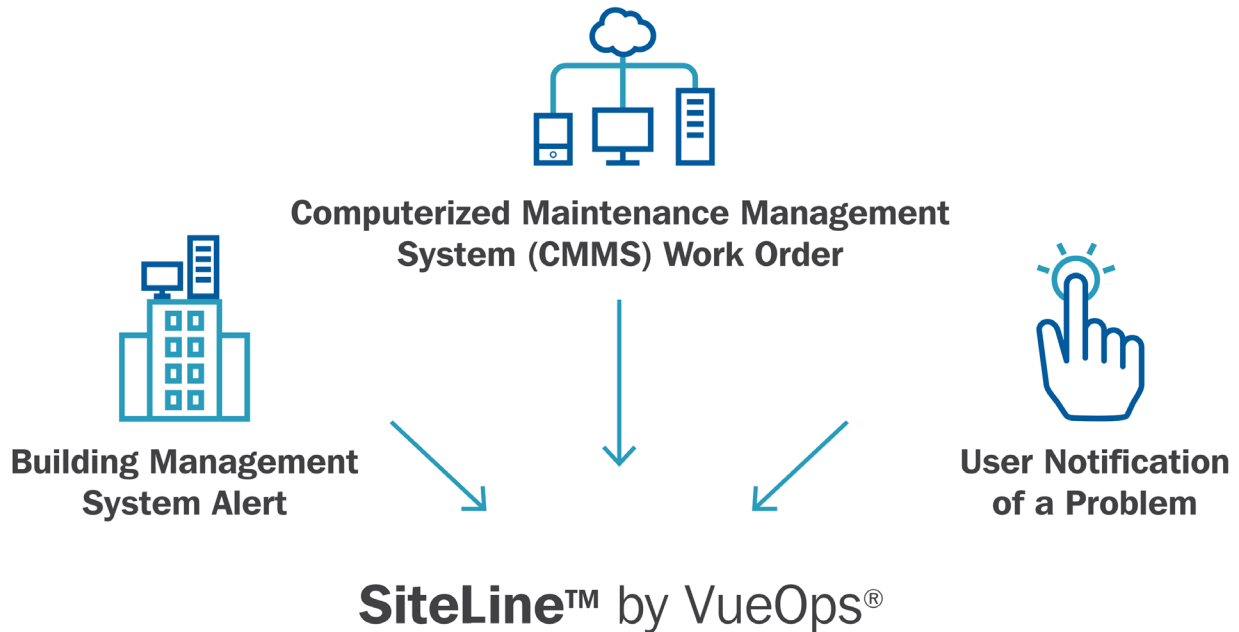 Computerized Maintenance Management
System (CMMS) Work Order
Building Management
System Alert
User Notification
of a Problem
SiteLine™ by VueOps®